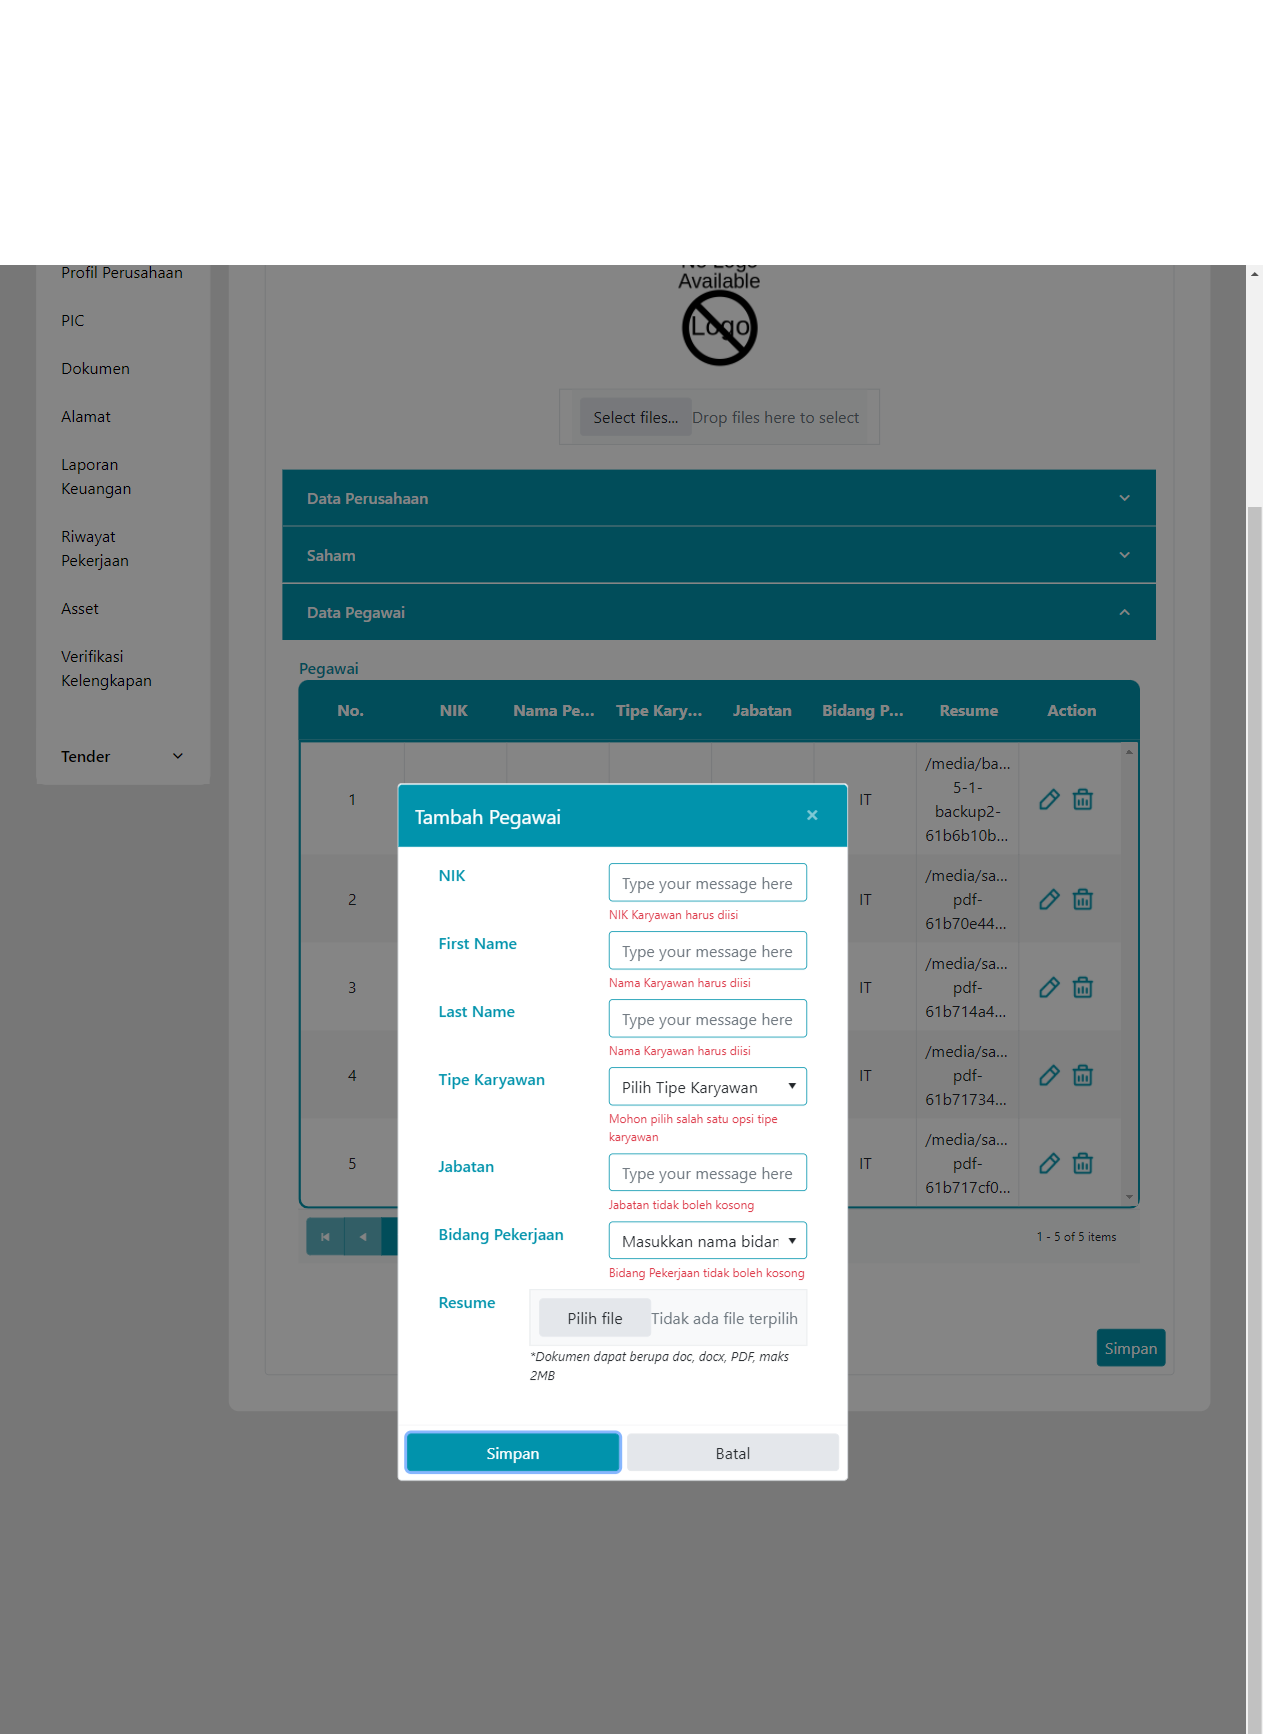 Profil Perusahaan
PIC
Dokumen
Alamat
Laporan
Keuangan
Riwayat
Pekerjaan
Asset
Verifikasi
Kelengkapan
Tender
No Logo
Available
Logo
Select files...
Drop files here to select
Data Perusahaan
Saham
Data Pegawai
Pegawai
No. NIK Nama Pe... Tipe Kary... Jabatan Bidang P... Resume Action
1 IT
/media/ba...
5-1-
backup2-
61b6b10b...
2 IT
/media/sa...
pdf-
61b70e44...
3 IT
/media/sa...
pdf-
61b714a4...
4 IT
/media/sa...
pdf-
61b71734...
5 IT
/media/sa...
pdf-
61b717cf0...
1 - 5 of 5 items
Simpan
Tambah Pegawai ×
NIK
Type your message here
NIK Karyawan harus diisi
First Name
Type your message here
Nama Karyawan harus diisi
Last Name
Type your message here
Nama Karyawan harus diisi
Tipe Karyawan
Pilih Tipe Karyawan
Mohon pilih salah satu opsi tipe
karyawan
Jabatan
Type your message here
Jabatan tidak boleh kosong
Bidang Pekerjaan
Masukkan nama bidan
Bidang Pekerjaan tidak boleh kosong
Resume
Pilih file
Tidak ada file terpilih
*Dokumen dapat berupa doc, docx, PDF, maks
2MB
Simpan
Batal